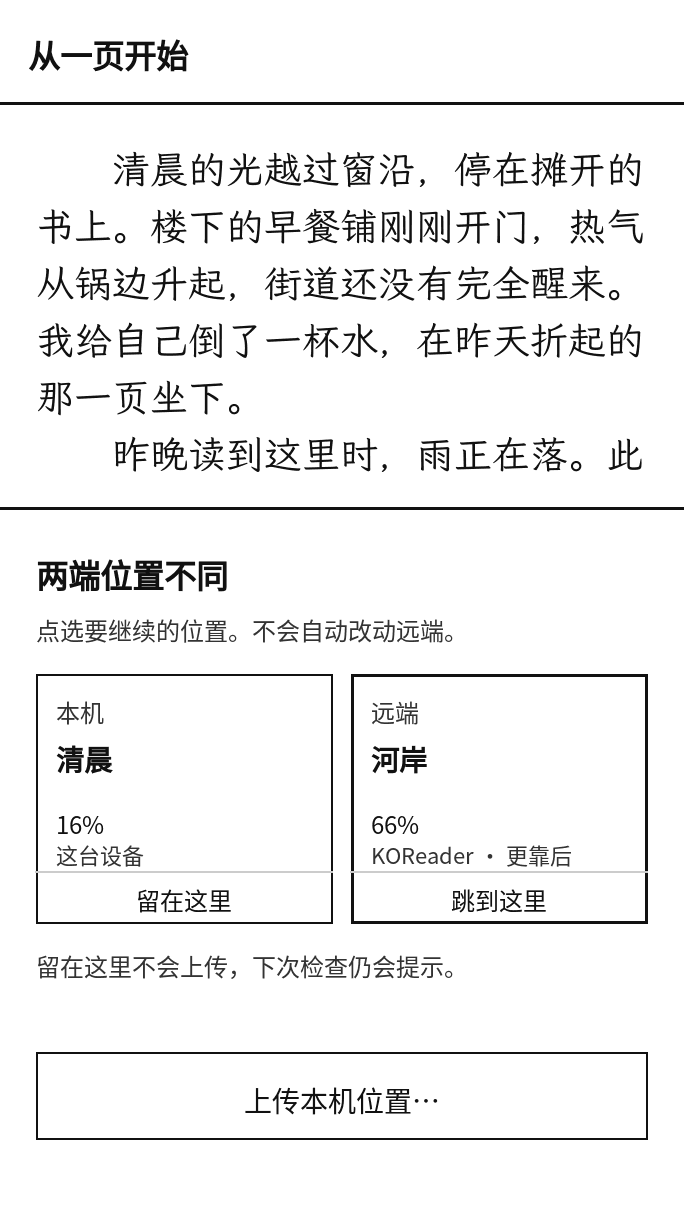 从一页开始
清晨的光越过窗沿，停在摊开的
书上。楼下的早餐铺刚刚开门，热气
从锅边升起，街道还没有完全醒来。
我给自己倒了一杯水，在昨天折起的
那一页坐下。
昨晚读到这里时，雨正在落。此
两端位置不同
点选要继续的位置。不会自动改动远端。
本机
清晨
16%
这台设备
留在这里
远端
河岸
66%
KOReader · 更靠后
跳到这里
留在这里不会上传，下次检查仍会提示。
上传本机位置…